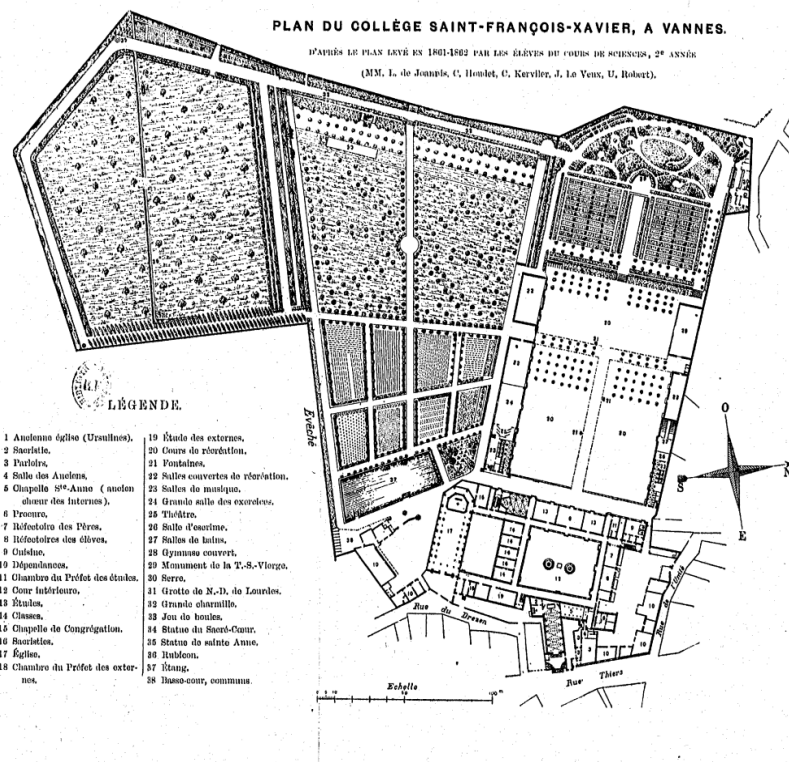 PLAN DU COLLÈGE SAINT-FRANÇOIS-XAVIER, A VANNES.
D'APRÈS LE PLAN LEVÉ EN 1861-1862 PAR LES ÉLÈVES DU COURS DE SCIENCES, 2e ANNÉE
(MM. L. de Joannis, C. Houdet, C. Kerviler, J. Le Veux, U. Robert).
LÉGENDE.
1 Ancienne église (Ursulines).
2 Sacristie.
3 Parloirs.
4 Salle des Anciens.
5 Chapelle Ste-Anne (ancien
chœur des internes).
6 Procure.
7 Réfectoire des Pères.
8 Réfectoires des élèves.
9 Cuisine.
10 Dépendances.
11 Chambre du Préfet des études.
12 Cour intérieure.
13 Études.
14 Classes.
15 Chapelle de Congrégation.
16 Sacristies.
17 Église.
18 Chambre du Préfet des exter-
nes.
19 Étude des externes.
20 Cours de récréation.
21 Fontaines.
22 Salles couvertes de récréation.
23 Salles de musique.
24 Grande salle des exercices.
25 Théâtre.
26 Salle d'escrime.
27 Salles de bains.
28 Gymnase couvert.
29 Monument de la T.-S.-Vierge.
30 Serre.
31 Grotte de N.-D. de Lourdes.
32 Grande charmille.
33 Jeu de boules.
34 Statue du Sacré-Cœur.
35 Statue de sainte Anne.
36 Rubicon.
37 Étang.
38 Basse-cour, communs.
Evêché
O
N
S
E
Rue du Drezen
Rue Thiers
Echelle